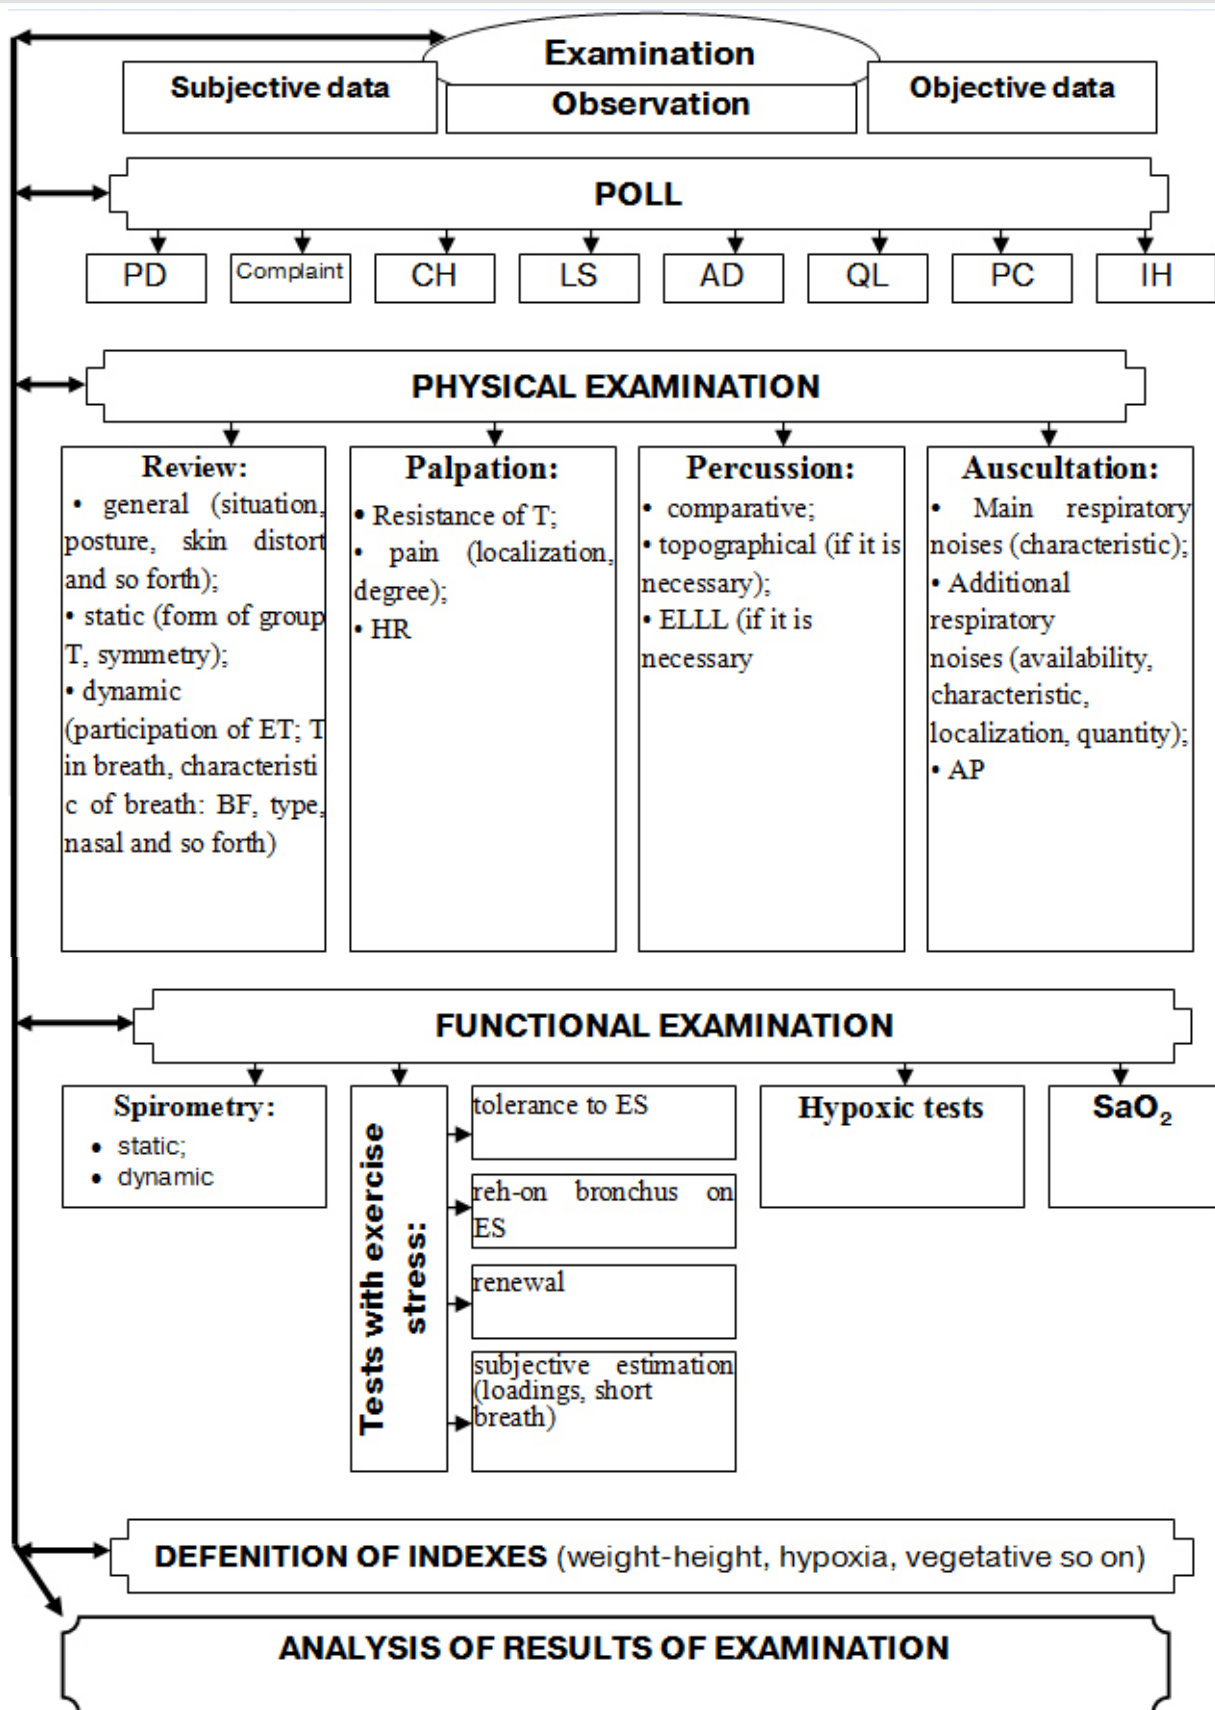 Examination
Subjective data
Observation
Objective data
POLL
PD
Complaint
CH
LS
AD
QL
PC
IH
PHYSICAL EXAMINATION
Review:
• general (situation,
posture, skin distort
and so forth);
• static (form of group
T, symmetry);
• dynamic
(participation of ET; T
in breath, characteristi
c of breath: BF, type,
nasal and so forth)
Palpation:
• Resistance of T;
• pain (localization,
degree);
• HR
Percussion:
• comparative;
• topographical (if it is
necessary);
• ELLL (if it is
necessary
Auscultation:
• Main respiratory
noises (characteristic);
• Additional
respiratory
noises (availability,
characteristic,
localization, quantity);
• AP
FUNCTIONAL EXAMINATION
Spirometry:
• static;
• dynamic
Tests with exercise
stress:
tolerance to ES
reh-on bronchus on
ES
renewal
subjective estimation
(loadings, short
breath)
Hypoxic tests
SaO₂
DEFENITION OF INDEXES (weight-height, hypoxia, vegetative so on)
ANALYSIS OF RESULTS OF EXAMINATION